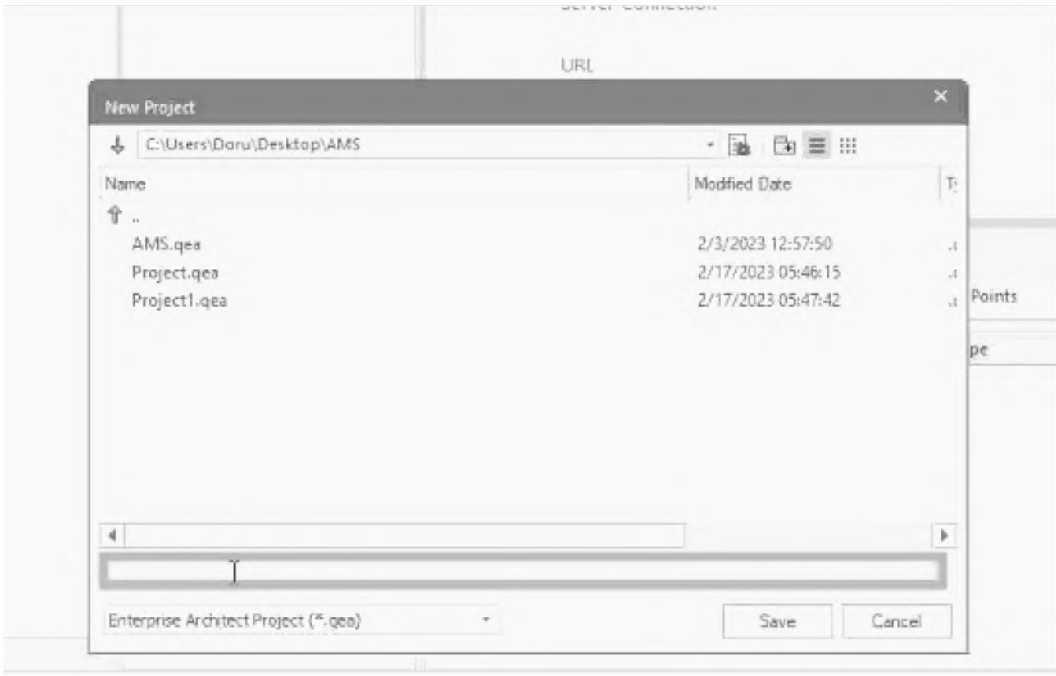 URL
New Project
C:\Users\Doru\Desktop\AMS
Name Modified Date
..
AMS.qea 2/3/2023 12:57:50
Project.qea 2/17/2023 05:46:15
Project1.qea 2/17/2023 05:47:42
Points
pe
Enterprise Architect Project (*.qea)
Save Cancel